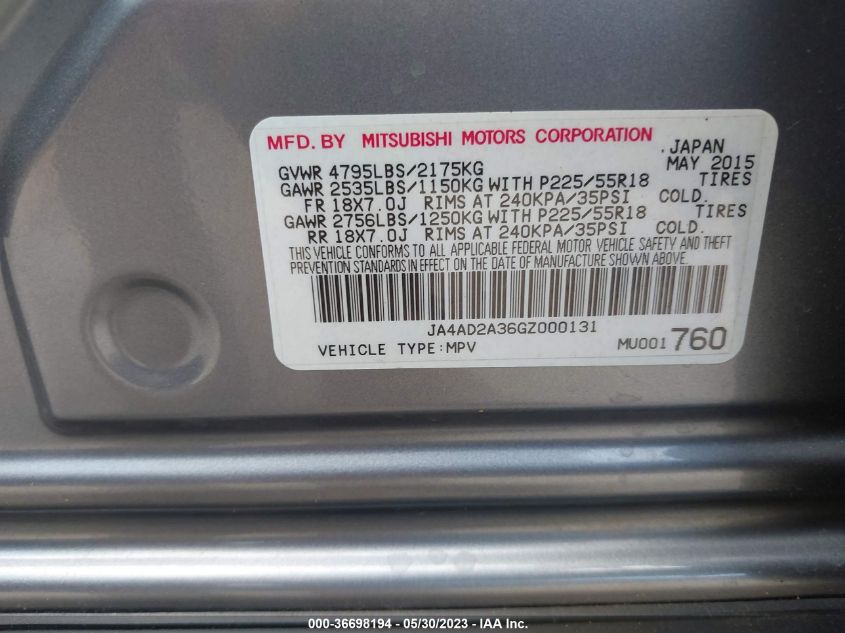 MFD. BY MITSUBISHI MOTORS CORPORATION
. JAPAN
GVWR 4795LBS/2175KG MAY 2015
GAWR 2535LBS/1150KG WITH P225/55R18 TIRES
FR 18X7.0J RIMS AT 240KPA/35PSI COLD.
GAWR 2756LBS/1250KG WITH P225/55R18 TIRES
RR 18X7.0J RIMS AT 240KPA/35PSI COLD.
THIS VEHICLE CONFORMS TO ALL APPLICABLE FEDERAL MOTOR VEHICLE SAFETY AND THEFT
PREVENTION STANDARDS IN EFFECT ON THE DATE OF MANUFACTURE SHOWN ABOVE.
JA4AD2A36GZ000131
VEHICLE TYPE:MPV MU001 760
000-36698194 - 05/30/2023 - IAA Inc.